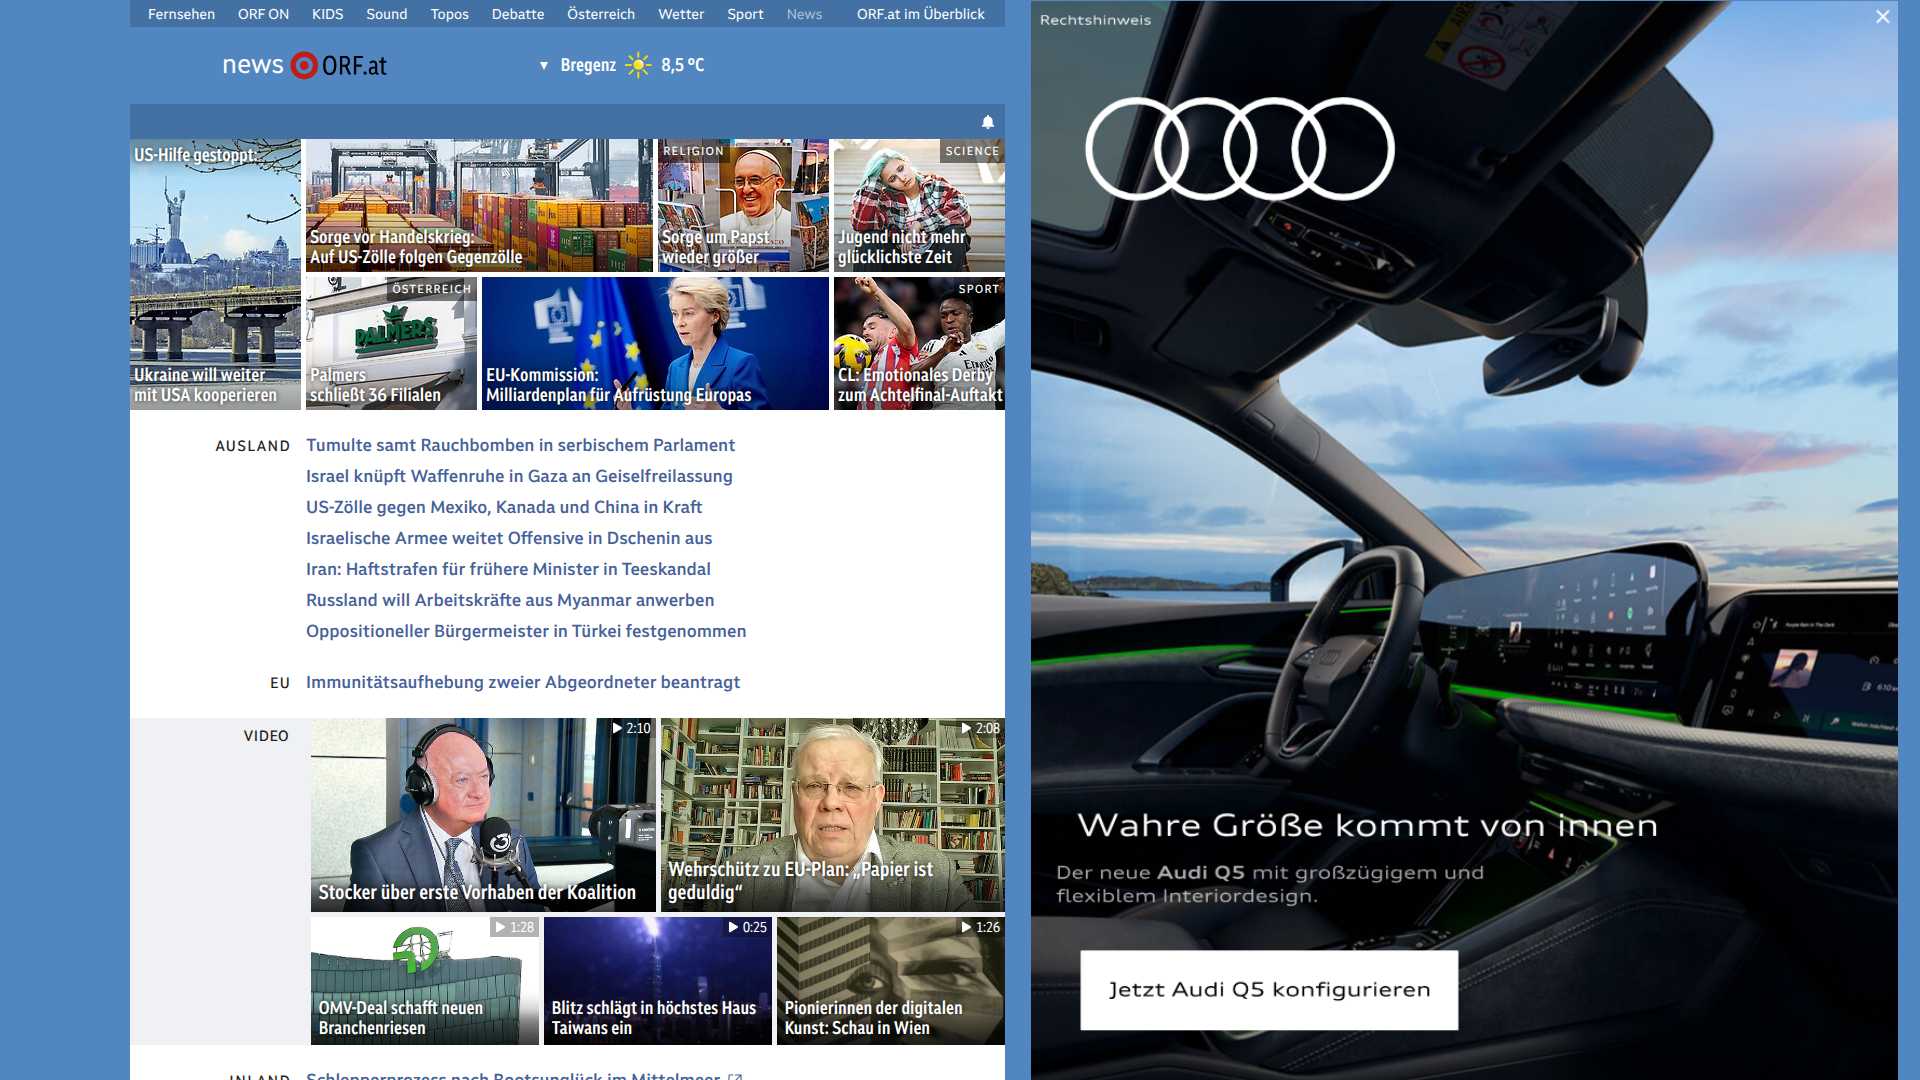 Fernsehen ORF ON KIDS Sound Topos Debatte Österreich Wetter Sport News ORF.at im Überblick
news ORF.at
Bregenz 8,5 °C
US-Hilfe gestoppt:
Ukraine will weiter
mit USA kooperieren
PORT HOUSTON
Sorge vor Handelskrieg:
Auf US-Zölle folgen Gegenzölle
RELIGION
Sorge um Papst
wieder größer
SCIENCE
Jugend nicht mehr
glücklichste Zeit
ÖSTERREICH
PALMERS
Palmers
schließt 36 Filialen
EU-Kommission:
Milliardenplan für Aufrüstung Europas
SPORT
CL: Emotionales Derby
zum Achtelfinal-Auftakt
AUSLAND
Tumulte samt Rauchbomben in serbischem Parlament
Israel knüpft Waffenruhe in Gaza an Geiselfreilassung
US-Zölle gegen Mexiko, Kanada und China in Kraft
Israelische Armee weitet Offensive in Dschenin aus
Iran: Haftstrafen für frühere Minister in Teeskandal
Russland will Arbeitskräfte aus Myanmar anwerben
Oppositioneller Bürgermeister in Türkei festgenommen
EU
Immunitätsaufhebung zweier Abgeordneter beantragt
VIDEO
2:10
Stocker über erste Vorhaben der Koalition
2:08
Wehrschütz zu EU-Plan: „Papier ist
geduldig“
1:28
OMV-Deal schafft neuen
Branchenriesen
0:25
Blitz schlägt in höchstes Haus
Taiwans ein
1:26
Pionierinnen der digitalen
Kunst: Schau in Wien
INLAND
Schlepperprozess nach Bootsunglück im Mittelmeer
Rechtshinweis
Wahre Größe kommt von innen
Der neue Audi Q5 mit großzügigem und
flexiblem Interiordesign.
Jetzt Audi Q5 konfigurieren